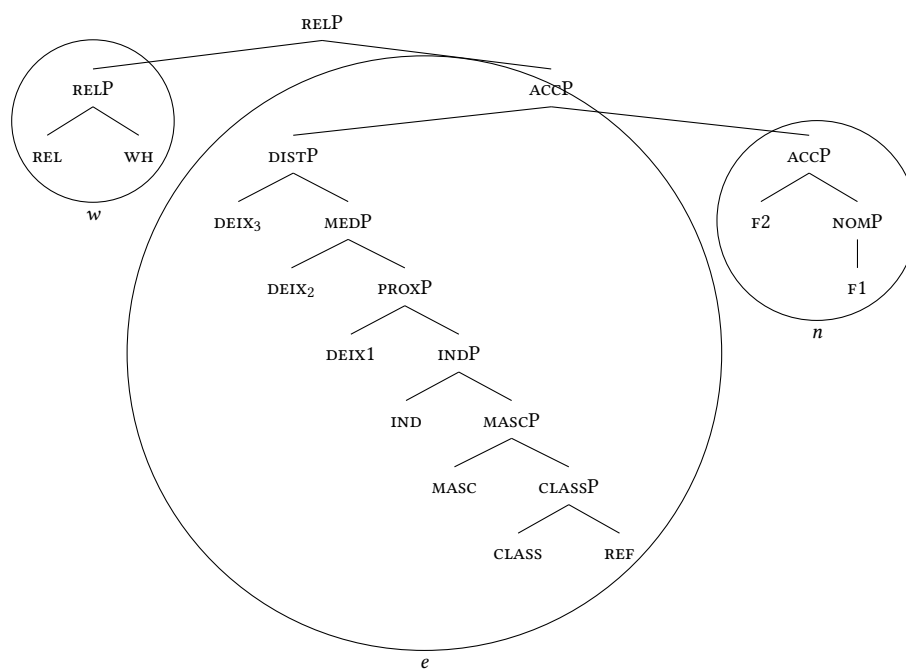 RELP
RELP ACCP
REL WH DISTP ACCP
w DEIX3 MEDP F2 NOMP
DEIX2 PROXP F1
DEIX1 INDP n
IND MASCP
MASC CLASSP
CLASS REF
e